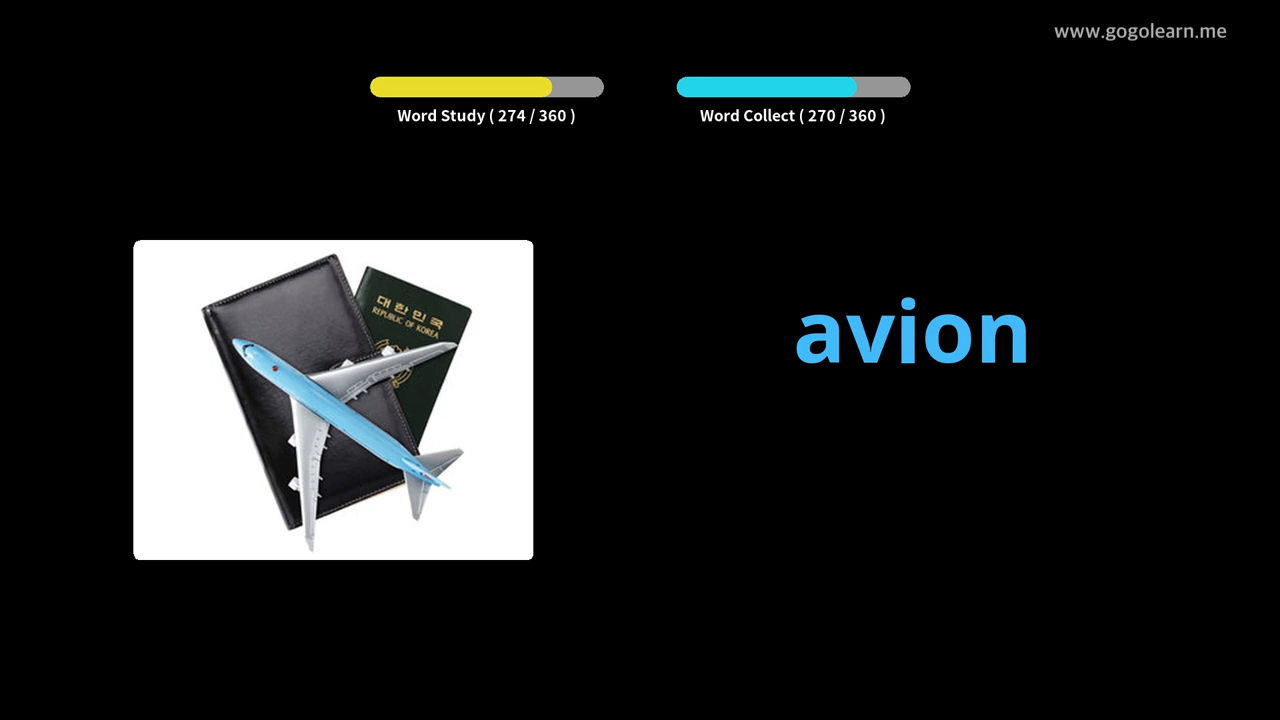 www.gogolearn.me
Word Study ( 274 / 360 )
Word Collect ( 270 / 360 )
대한민국
REPUBLIC OF KOREA
avion